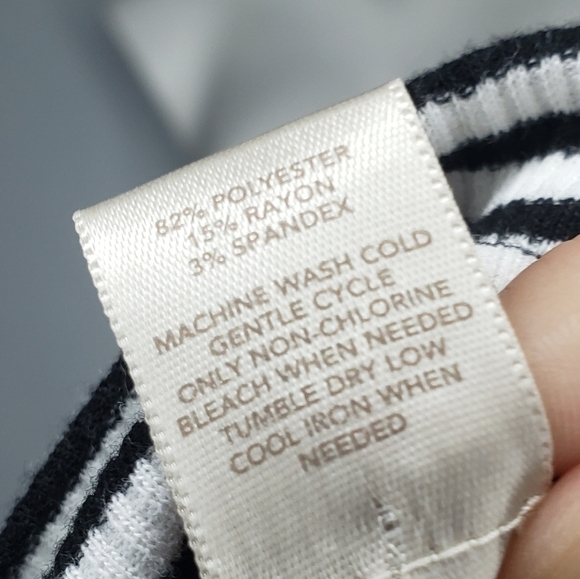 82% POLYESTER
15% RAYON
3% SPANDEX
MACHINE WASH COLD
GENTLE CYCLE
ONLY NON-CHLORINE
BLEACH WHEN NEEDED
TUMBLE DRY LOW
COOL IRON WHEN
NEEDED